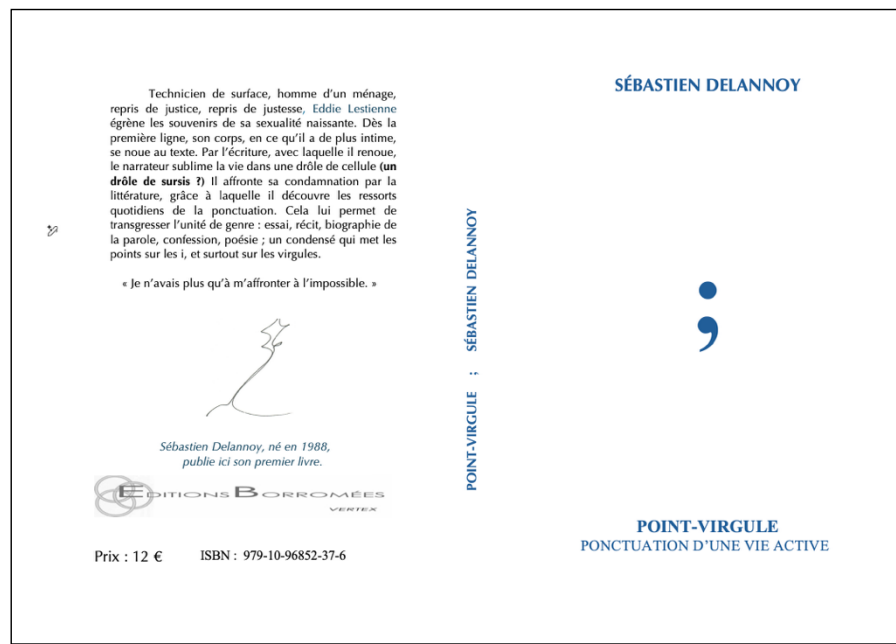 Technicien de surface, homme d'un ménage,
repris de justice, repris de justesse, Eddie Lestienne
égrène les souvenirs de sa sexualité naissante. Dès la
première ligne, son corps, en ce qu'il a de plus intime,
se noue au texte. Par l'écriture, avec laquelle il renoue,
le narrateur sublime la vie dans une drôle de cellule (un
drôle de sursis ?) Il affronte sa condamnation par la
littérature, grâce à laquelle il découvre les ressorts
quotidiens de la ponctuation. Cela lui permet de
transgresser l'unité de genre : essai, récit, biographie de
la parole, confession, poésie ; un condensé qui met les
points sur les i, et surtout sur les virgules.
« Je n'avais plus qu'à m'affronter à l'impossible. »
Sébastien Delannoy, né en 1988,
publie ici son premier livre.
EDITIONS BORROMÉES
VERTEX
Prix : 12 €
ISBN : 979-10-96852-37-6
POINT-VIRGULE ; SÉBASTIEN DELANNOY
SÉBASTIEN DELANNOY
;
POINT-VIRGULE
PONCTUATION D'UNE VIE ACTIVE